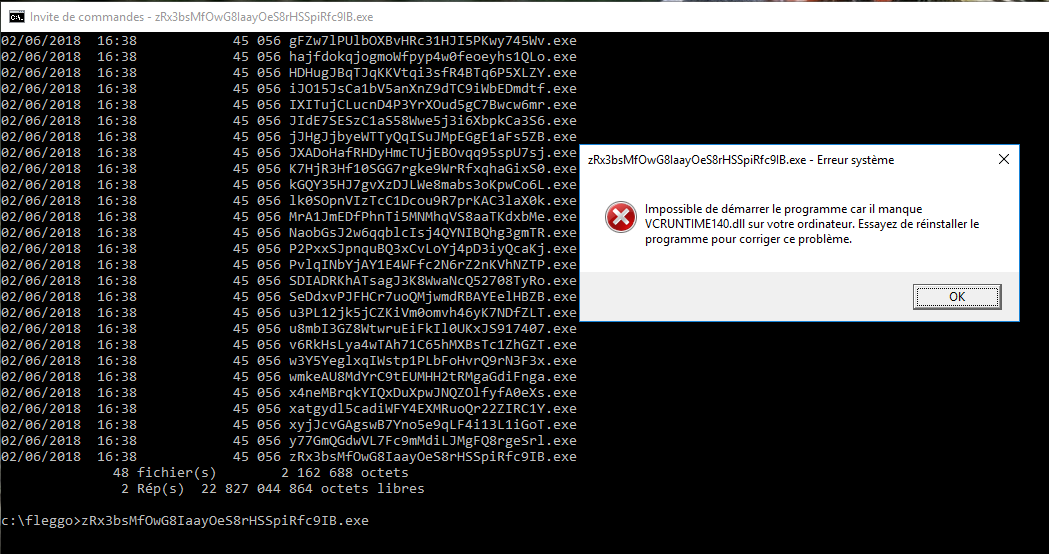 Invite de commandes - zRx3bsMfOwG8IaayOeS8rHSSpiRfc9IB.exe
02/06/2018 16:38 45 056 gFZw7lPUlbOXBvHRc31HJI5PKwy745Wv.exe
02/06/2018 16:38 45 056 hajfdokqjogmoWfpyp4w0feoeyhs1QLo.exe
02/06/2018 16:38 45 056 HDHugJBqTJqKKVtqi3sfR4BTq6P5XLZY.exe
02/06/2018 16:38 45 056 iJO15JsCa1bV5anXnZ9dTC9iWbEDmdtf.exe
02/06/2018 16:38 45 056 IXITujCLucnD4P3YrXOud5gC7Bwcw6mr.exe
02/06/2018 16:38 45 056 JIdE7SESzC1aS58Wwe5j3i6XbpkCa3S6.exe
02/06/2018 16:38 45 056 jJHgJjbyeWTTyQqISuJMpEGgE1aFs5ZB.exe
02/06/2018 16:38 45 056 JXADoHafRHDyHmcTUjEBOvqq95spU7sj.exe
02/06/2018 16:38 45 056 K7HjR3Hf10SGG7rgke9WrRfxqhaGixS0.exe
02/06/2018 16:38 45 056 kGQY35HJ7gvXzDJLWe8mabs3oKpwCo6L.exe
02/06/2018 16:38 45 056 lk0SOpnVIzTcC1Dcou9R7prKAC3laX0k.exe
02/06/2018 16:38 45 056 MrA1JmEDfPhnTi5MNMhqVS8aaTKdxbMe.exe
02/06/2018 16:38 45 056 NaobGsJ2w6qqblcIsj4QYNIBQhg3gmTR.exe
02/06/2018 16:38 45 056 P2PxxSJpnquBQ3xCvLoYj4pD3iyQcaKj.exe
02/06/2018 16:38 45 056 PvlqINbYjAY1E4WFfc2N6rZ2nKVhNZTP.exe
02/06/2018 16:38 45 056 SDIADRKhATsagJ3K8WwaNcQ52708TyRo.exe
02/06/2018 16:38 45 056 SeDdxvPJFHCr7uoQMjwmdRBAYEelHBZB.exe
02/06/2018 16:38 45 056 u3PL12jk5jCZKiVm0omvh46yK7NDfZLT.exe
02/06/2018 16:38 45 056 u8mbI3GZ8WtwruEiFkIl0UKxJS917407.exe
02/06/2018 16:38 45 056 v6RkHsLya4wTAh71C65hMXBsTc1ZhGZT.exe
02/06/2018 16:38 45 056 w3Y5YeglxqIWstp1PLbFoHvrQ9rN3F3x.exe
02/06/2018 16:38 45 056 wmkeAU8MdYrC9tEUMHH2tRMgaGdiFnga.exe
02/06/2018 16:38 45 056 x4neMBrqkYIQxDuXpwJNQZOlfyfA0eXs.exe
02/06/2018 16:38 45 056 xatgydl5cadiWFY4EXMRuoQr22ZIRC1Y.exe
02/06/2018 16:38 45 056 xyjJcvGAgswB7Yno5e9qLF4i13L1iGoT.exe
02/06/2018 16:38 45 056 y77GmQGdwVL7Fc9mMdiLJMgFQ8rgeSrl.exe
02/06/2018 16:38 45 056 zRx3bsMfOwG8IaayOeS8rHSSpiRfc9IB.exe
48 fichier(s) 2 162 688 octets
2 Rép(s) 22 827 044 864 octets libres
c:\fleggo>zRx3bsMfOwG8IaayOeS8rHSSpiRfc9IB.exe
zRx3bsMfOwG8IaayOeS8rHSSpiRfc9IB.exe - Erreur système
Impossible de démarrer le programme car il manque
VCRUNTIME140.dll sur votre ordinateur. Essayez de réinstaller le
programme pour corriger ce problème.
OK